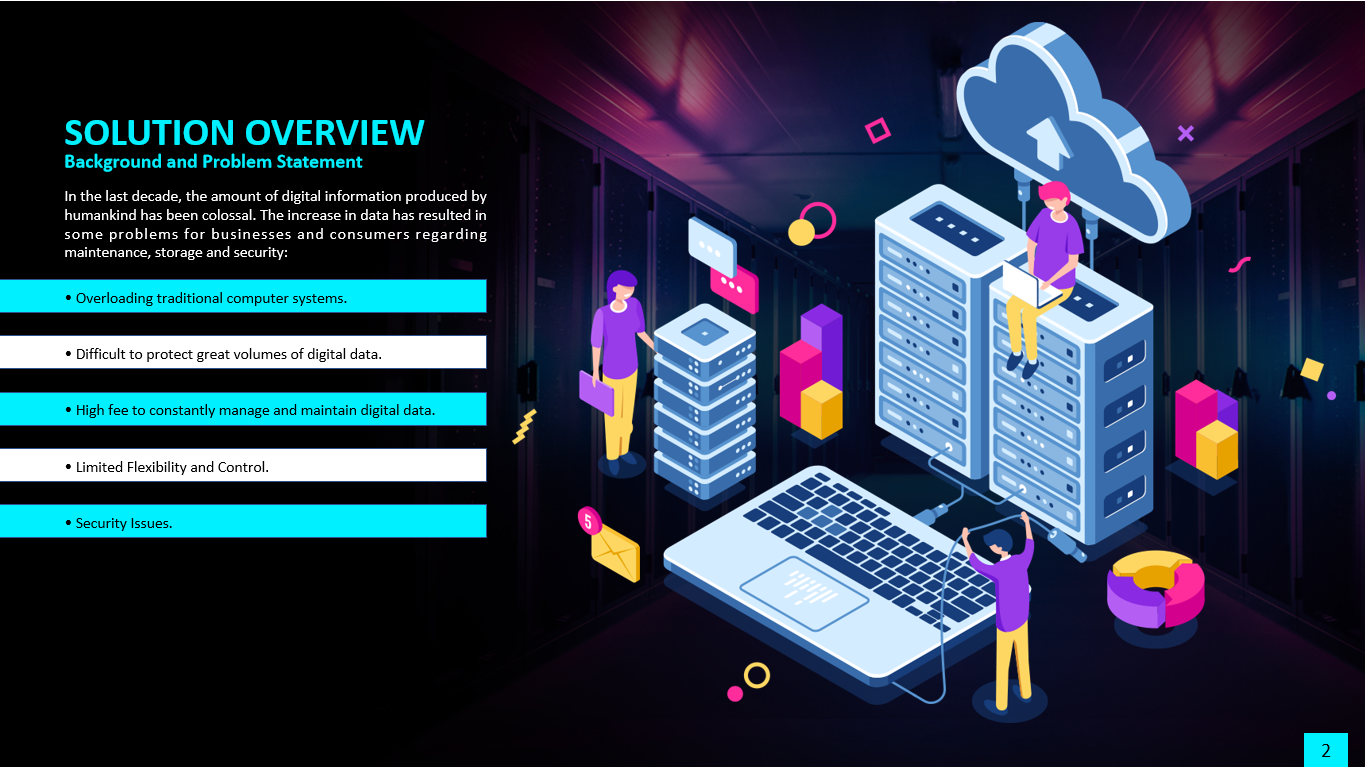 SOLUTION OVERVIEW
Background and Problem Statement
In the last decade, the amount of digital information produced by
humankind has been colossal. The increase in data has resulted in
some problems for businesses and consumers regarding
maintenance, storage and security:
• Overloading traditional computer systems.
• Difficult to protect great volumes of digital data.
• High fee to constantly manage and maintain digital data.
• Limited Flexibility and Control.
• Security Issues.
5
2